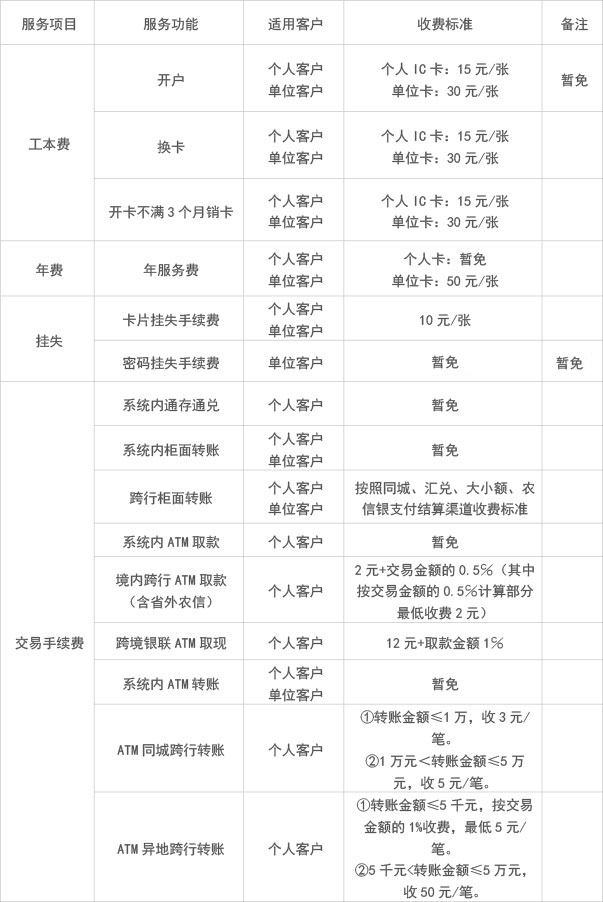 服务项目 服务功能 适用客户 收费标准 备注
工本费
开户
个人客户
单位客户
个人 IC 卡：15 元/张
单位卡：30 元/张
暂免
换卡
个人客户
单位客户
个人 IC 卡：15 元/张
单位卡：30 元/张
开卡不满 3 个月销卡
个人客户
单位客户
个人 IC 卡：15 元/张
单位卡：30 元/张
年费
年服务费
个人客户
单位客户
个人卡：暂免
单位卡：50 元/张
挂失
卡片挂失手续费
个人客户
单位客户
10 元/张
密码挂失手续费
单位客户
暂免
暂免
交易手续费
系统内通存通兑
个人客户
暂免
系统内柜面转账
个人客户
单位客户
暂免
跨行柜面转账
个人客户
单位客户
按照同城、汇兑、大小额、农
信银支付结算渠道收费标准
系统内 ATM 取款
个人客户
暂免
境内跨行 ATM 取款
（含省外农信）
个人客户
2 元+交易金额的 0.5%（其中
按交易金额的 0.5%计算部分
最低收费 2 元）
跨境银联 ATM 取现
个人客户
12 元+取款金额 1%
系统内 ATM 转账
个人客户
单位客户
暂免
ATM 同城跨行转账
个人客户
①转账金额≤1 万，收 3 元/
笔。
②1 万元＜转账金额≤5 万
元，收 5 元/笔。
ATM 异地跨行转账
个人客户
①转账金额≤5 千元，按交易
金额的 1%收费，最低 5 元/
笔。
②5 千元<转账金额≤5 万元，
收 50 元/笔。